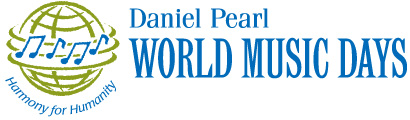 Daniel Pearl
WORLD MUSIC DAYS
Harmony for Humanity